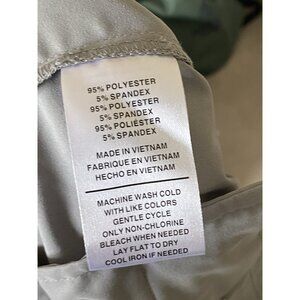 95% POLYESTER
5% SPANDEX
95% POLYESTER
5% SPANDEX
95% POLIÉSTER
5% SPANDEX
MADE IN VIETNAM
FABRIQUE EN VIETNAM
HECHO EN VIETNAM
MACHINE WASH COLD
WITH LIKE COLORS
GENTLE CYCLE
ONLY NON-CHLORINE
BLEACH WHEN NEEDED
LAY FLAT TO DRY
COOL IRON IF NEEDED